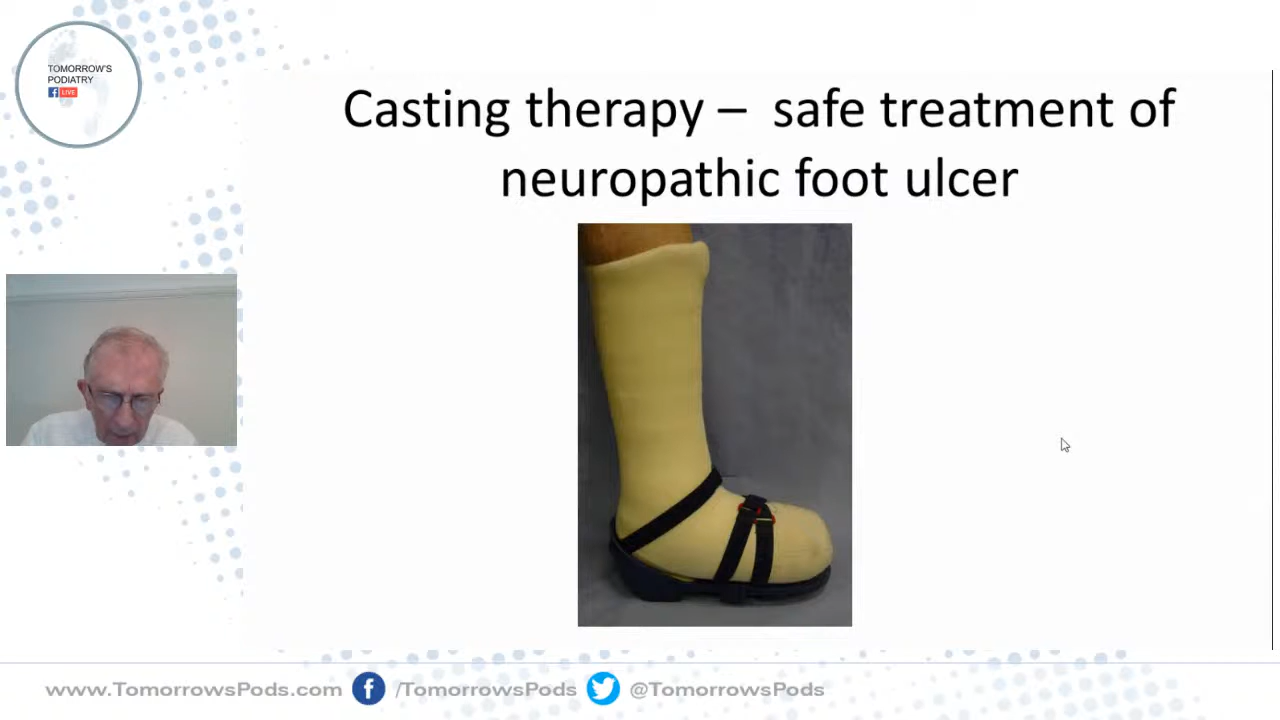 TOMORROW'S
PODIATRY
f LIVE
Casting therapy – safe treatment of
neuropathic foot ulcer
www.TomorrowsPods.com f /TomorrowsPods @TomorrowsPods